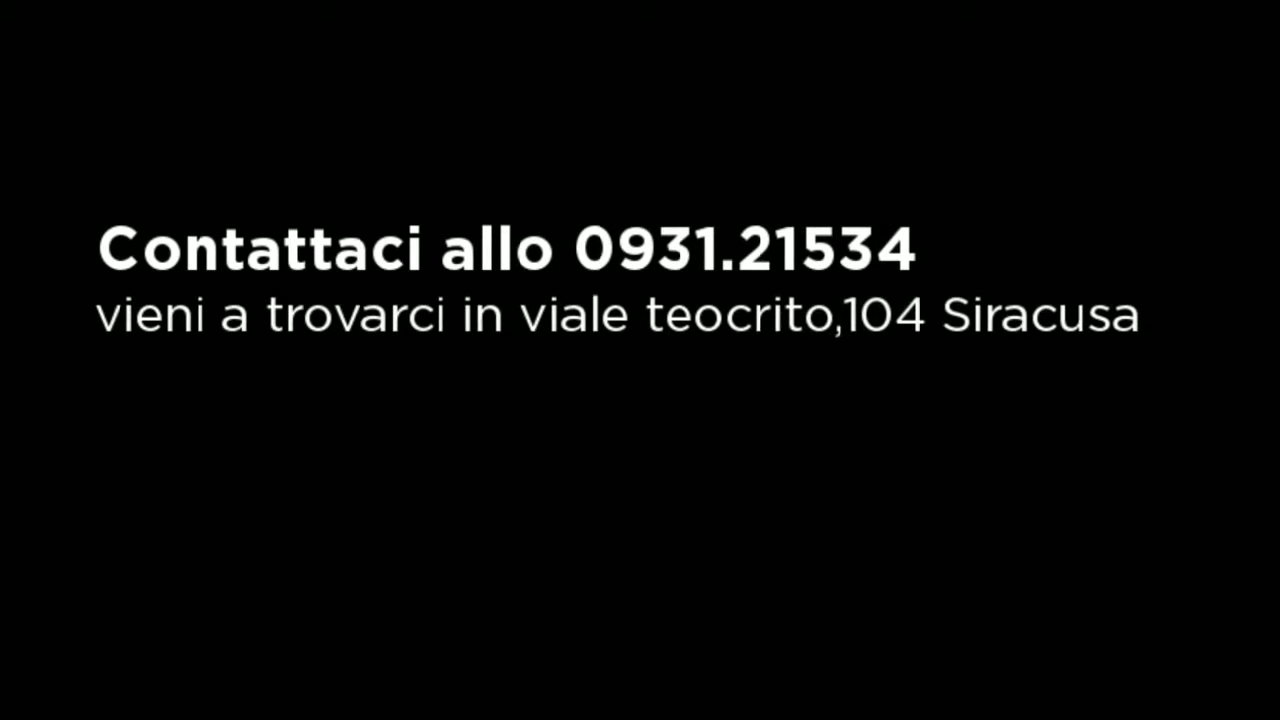 Contattaci allo 0931.21534
vieni a trovarci in viale teocrito,104 Siracusa